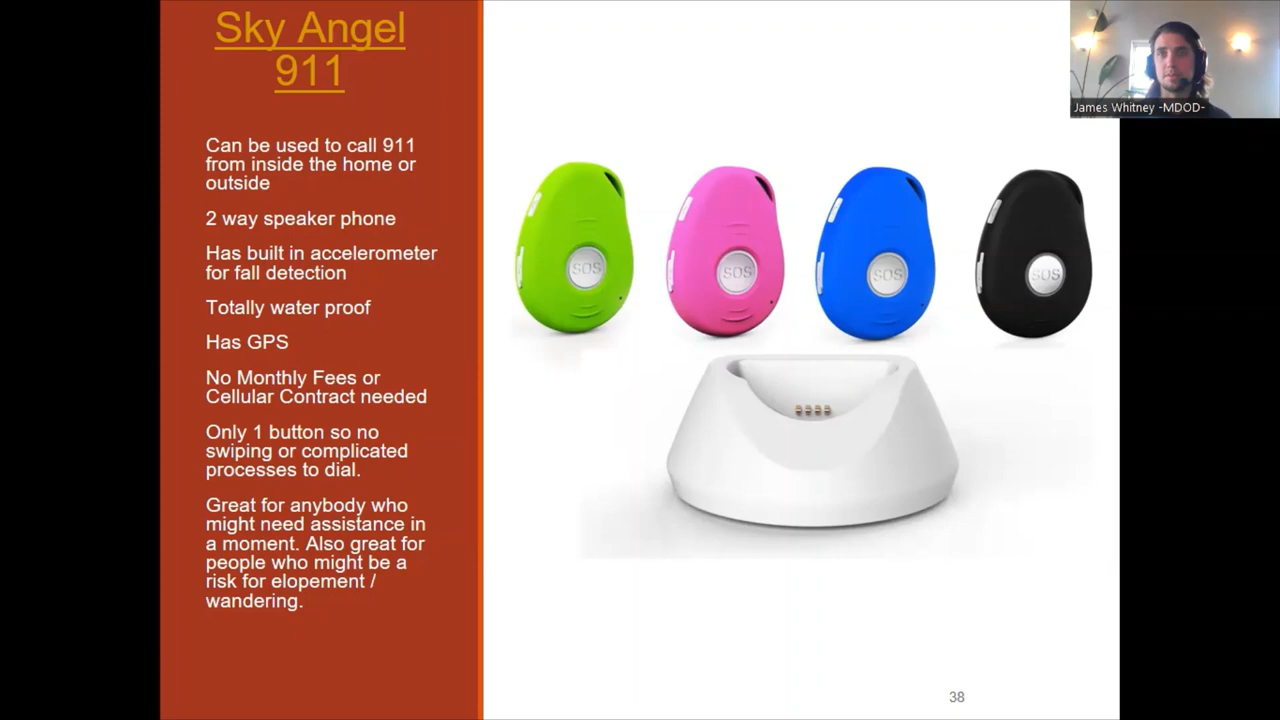 Sky Angel
911
Can be used to call 911
from inside the home or
outside
2 way speaker phone
Has built in accelerometer
for fall detection
Totally water proof
Has GPS
No Monthly Fees or
Cellular Contract needed
Only 1 button so no
swiping or complicated
processes to dial.
Great for anybody who
might need assistance in
a moment. Also great for
people who might be a
risk for elopement /
wandering.
James Whitney -MDOD-
SOS
SOS
SOS
SOS
38